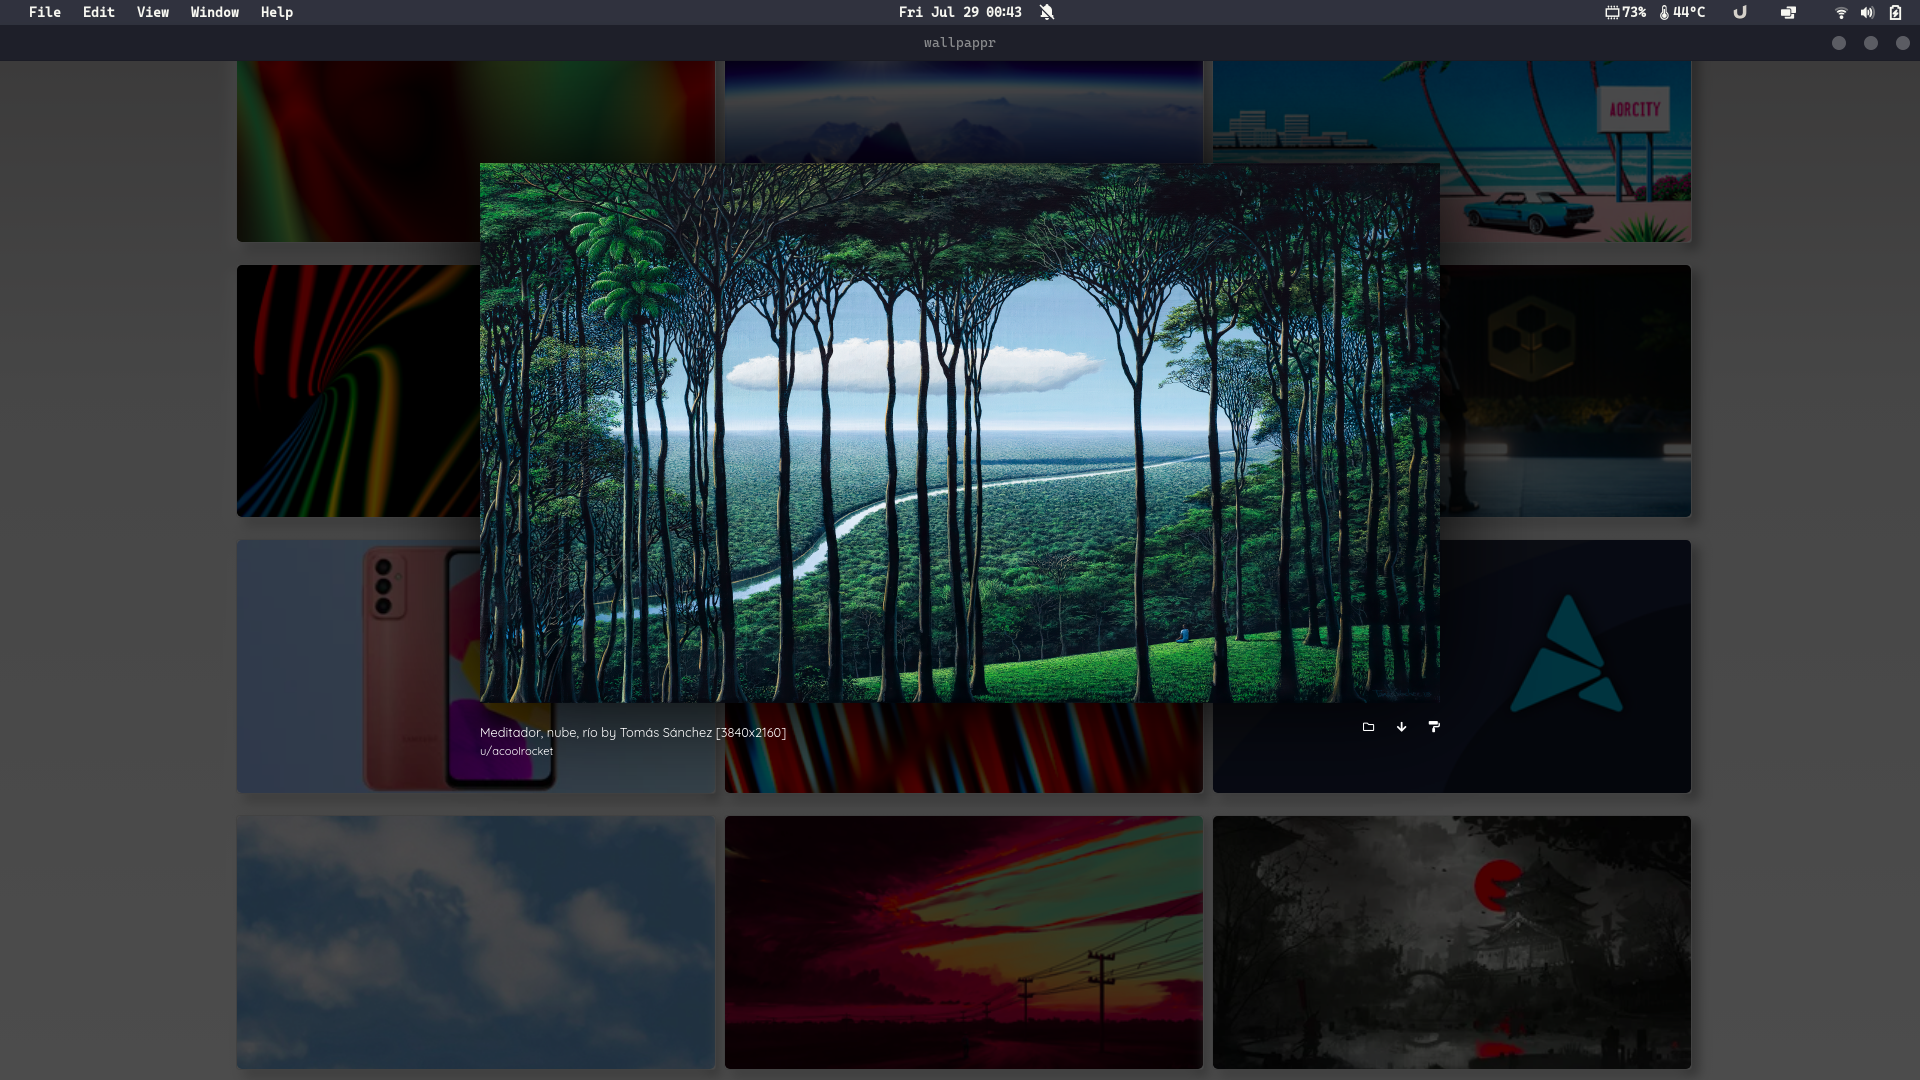 File Edit View Window Help
Fri Jul 29 00:43
73% 44°C
wallpappr
AORCITY
Meditador, nube, río by Tomás Sánchez [3840x2160]
u/acoolrocket